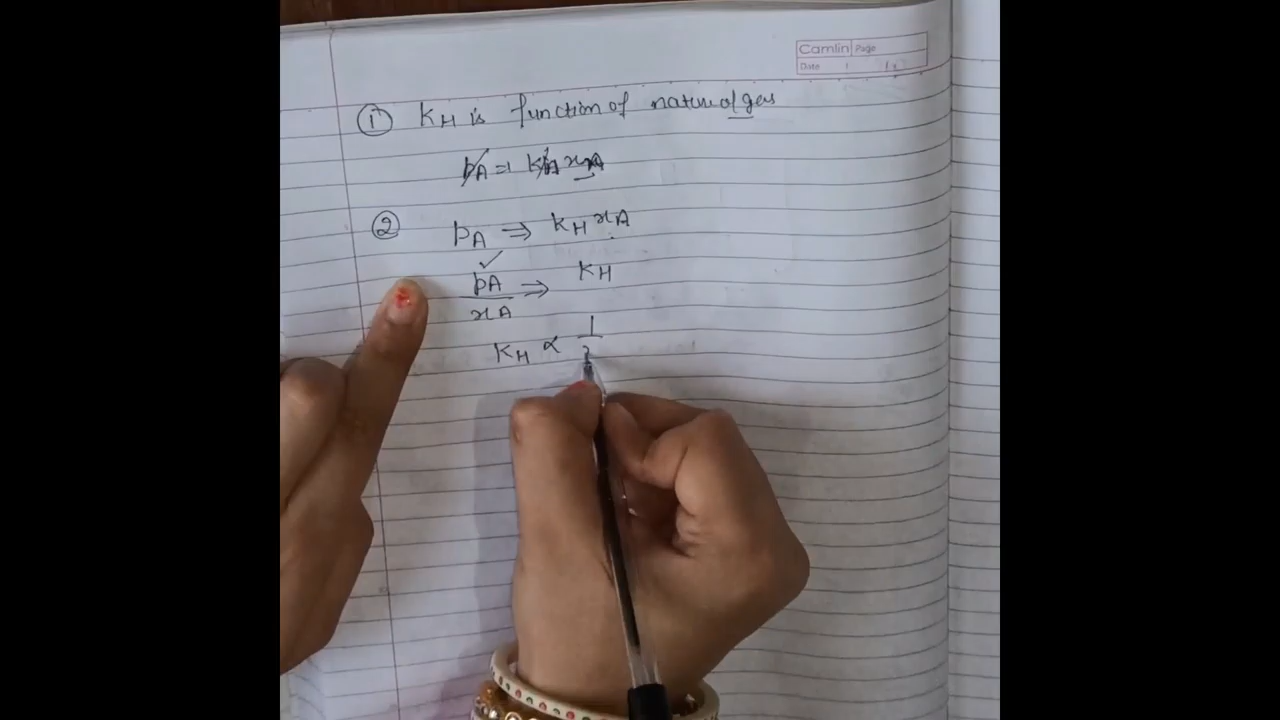 Camlin Page
Date
① KH is function of nature of gas
pA = KH xA
② pA ⇒ KH xA
✓
pA/xA ⇒ KH
KH ∝ 1/